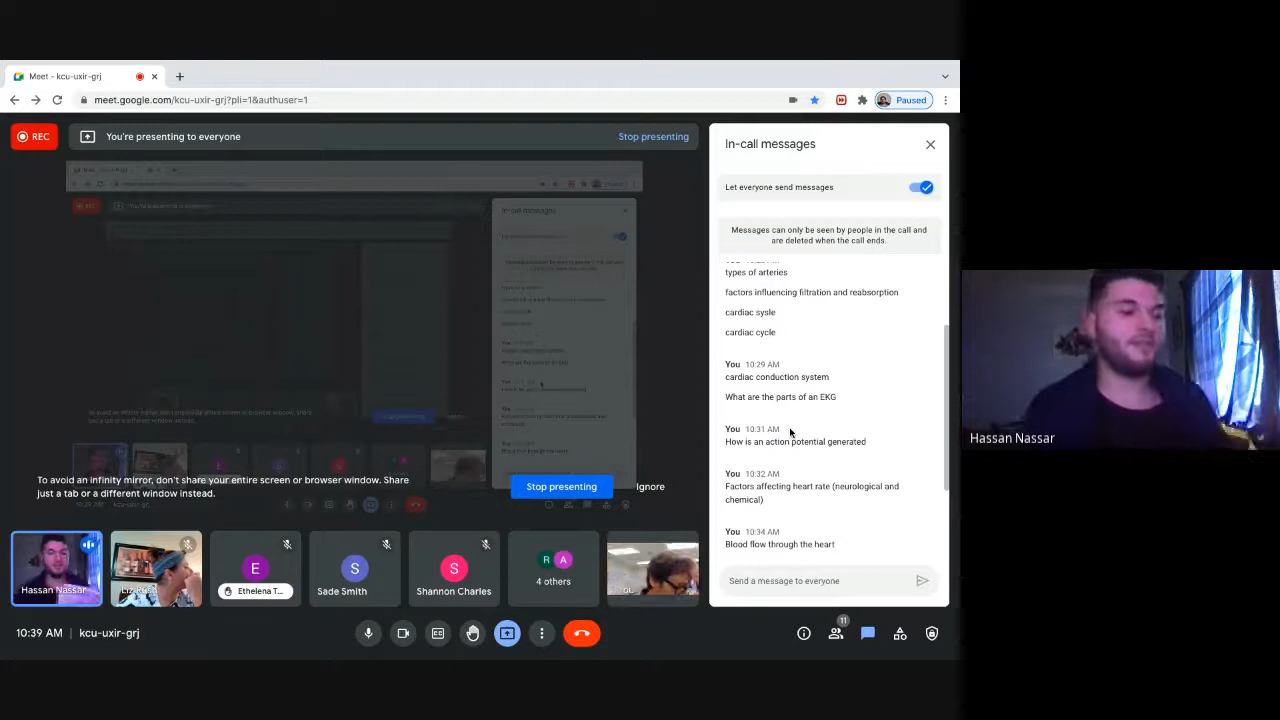 Meet - kcu-uxir-grj
meet.google.com/kcu-uxir-grj?pli=1&authuser=1
Paused
REC
You're presenting to everyone
Stop presenting
In-call messages
Let everyone send messages
Messages can only be seen by people in the call and
are deleted when the call ends.
types of arteries
factors influencing filtration and reabsorption
cardiac sysle
cardiac cycle
You 10:29 AM
cardiac conduction system
What are the parts of an EKG
You 10:31 AM
How is an action potential generated
You 10:32 AM
Factors affecting heart rate (neurological and
chemical)
You 10:34 AM
Blood flow through the heart
Send a message to everyone
To avoid an infinity mirror, don't share your entire screen or browser window. Share
just a tab or a different window instead.
Stop presenting
Ignore
Hassan Nassar
Liz
E
Ethelena T...
S
Sade Smith
S
Shannon Charles
R A
4 others
10:39 AM | kcu-uxir-grj
11
Hassan Nassar